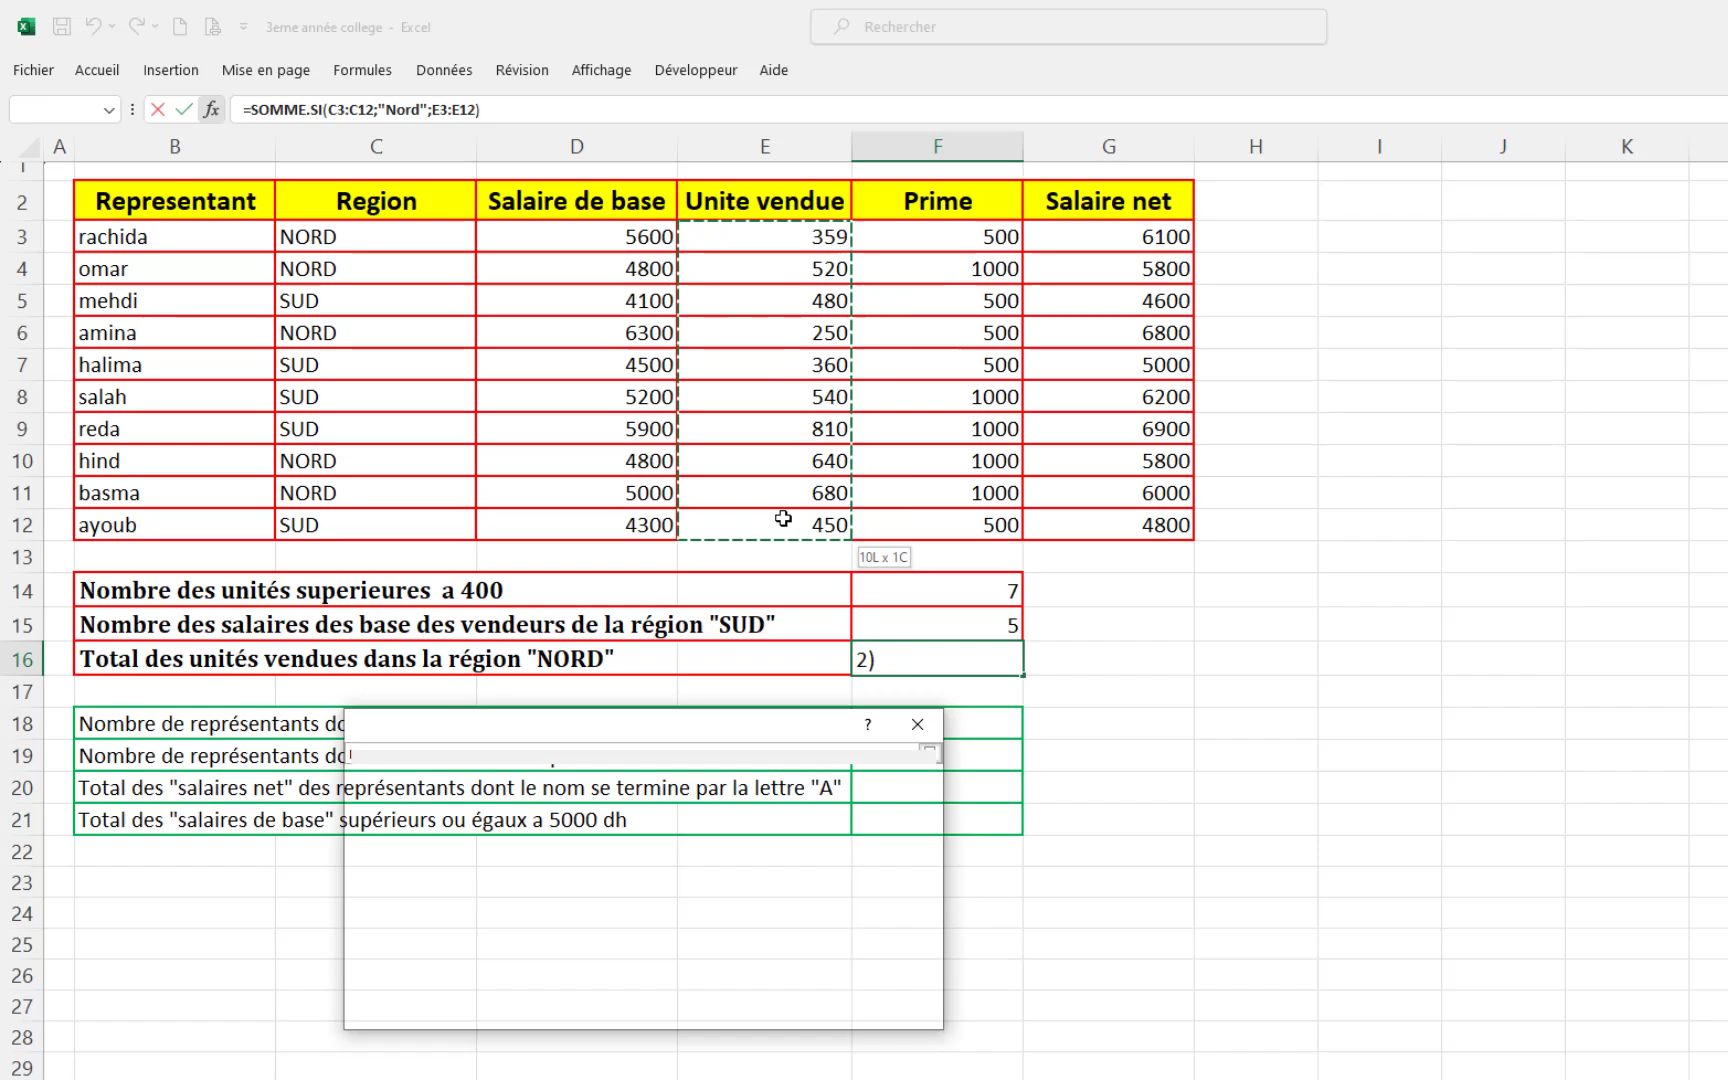 3eme année college - Excel
Rechercher
Fichier Accueil Insertion Mise en page Formules Données Révision Affichage Développeur Aide
fx =SOMME.SI(C3:C12;"Nord";E3:E12)
A B C D E F G H I J K
1
2 Representant Region Salaire de base Unite vendue Prime Salaire net
3 rachida NORD 5600 359 500 6100
4 omar NORD 4800 520 1000 5800
5 mehdi SUD 4100 480 500 4600
6 amina NORD 6300 250 500 6800
7 halima SUD 4500 360 500 5000
8 salah SUD 5200 540 1000 6200
9 reda SUD 5900 810 1000 6900
10 hind NORD 4800 640 1000 5800
11 basma NORD 5000 680 1000 6000
12 ayoub SUD 4300 450 500 4800
13 10L x 1C
14 Nombre des unités superieures a 400 7
15 Nombre des salaires des base des vendeurs de la région "SUD" 5
16 Total des unités vendues dans la région "NORD" 2)
17
18 Nombre de représentants ?
19 Nombre de représentants
20 Total des "salaires net" des représentants dont le nom se termine par la lettre "A"
21 Total des "salaires de base" supérieurs ou égaux a 5000 dh
22
23
24
25
26
27
28
29